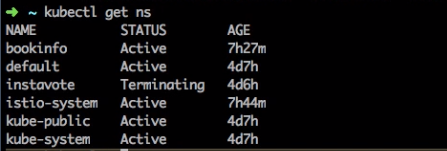 ➜ ~ kubectl get ns
NAME STATUS AGE
bookinfo Active 7h27m
default Active 4d7h
instavote Terminating 4d6h
istio-system Active 7h44m
kube-public Active 4d7h
kube-system Active 4d7h